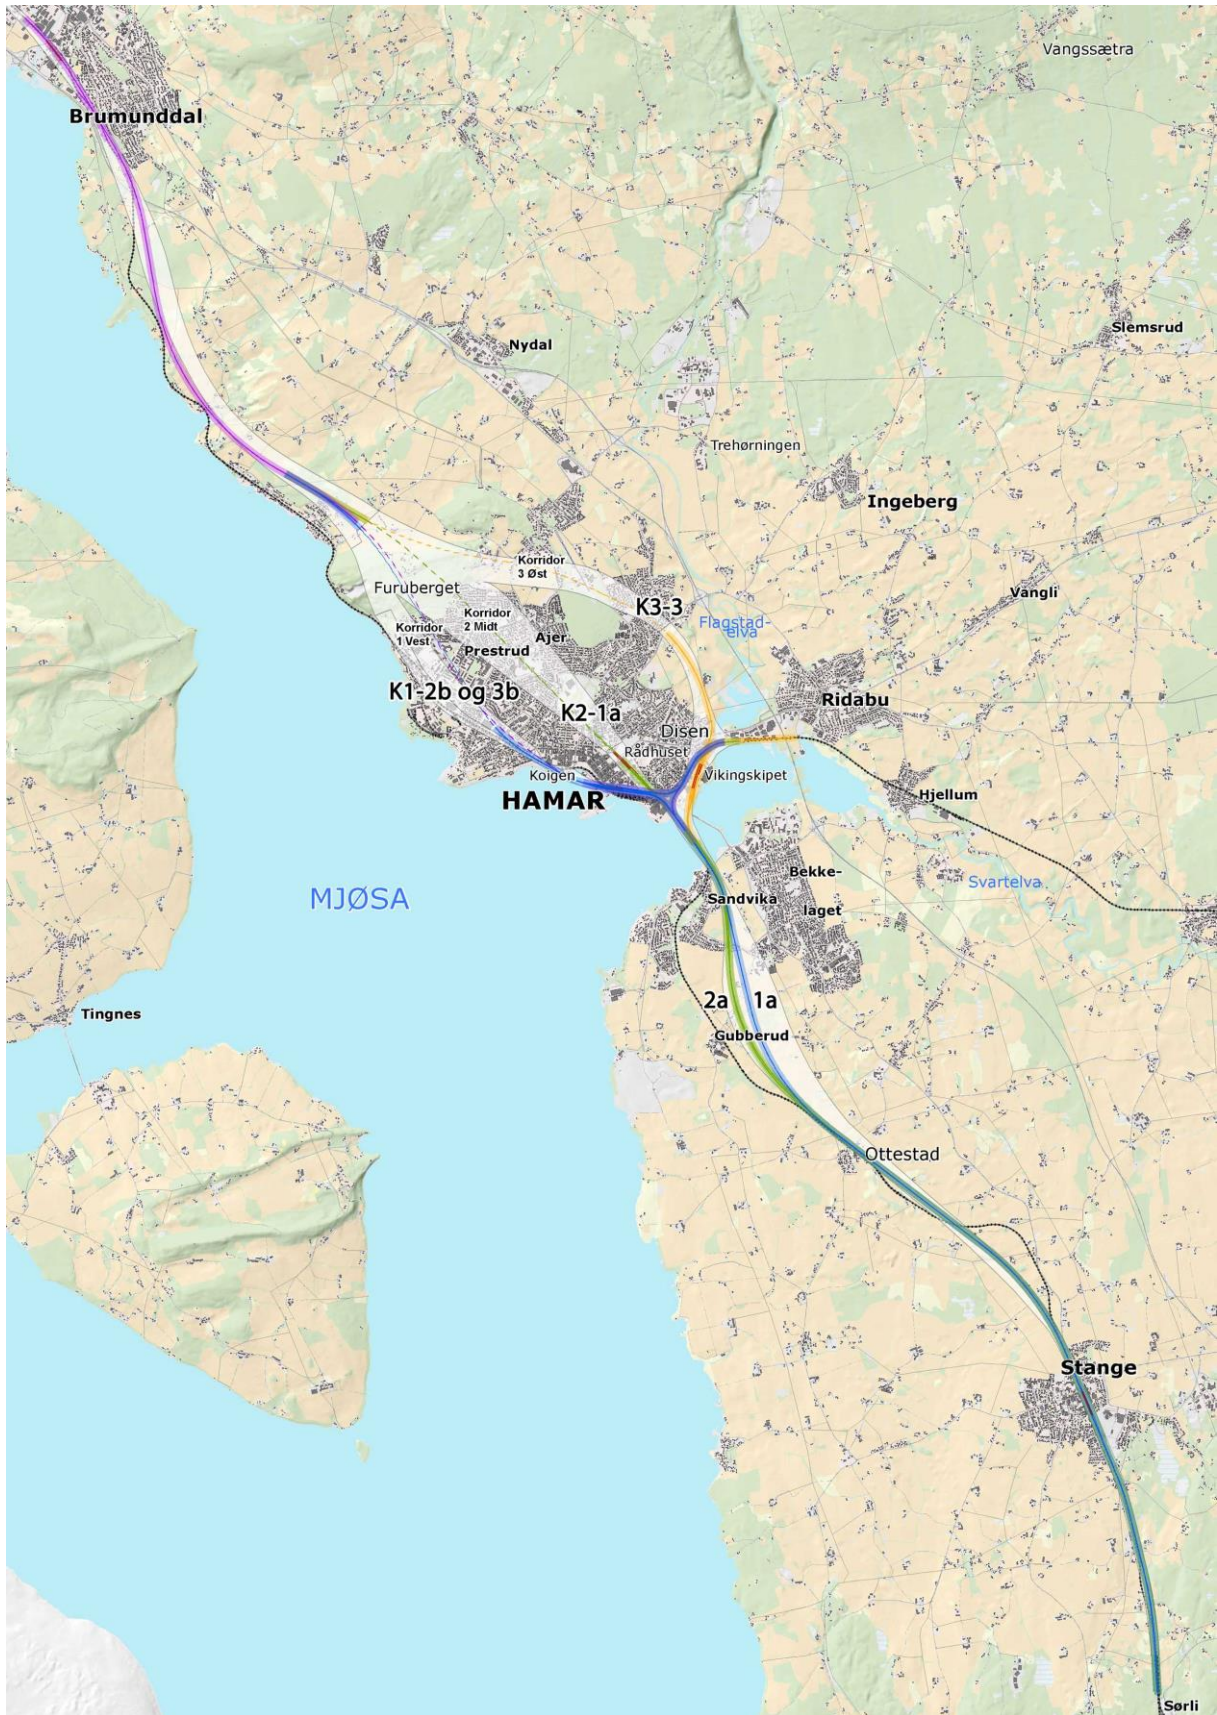 Vangssætra
Brumunddal
Slemsrud
Nydal
Trehørningen
Ingeberg
Korridor
3 Øst
Furuberget
Vangli
K3-3
Korridor
2 Midt
Flagstad-
elva
Korridor
1 Vest
Ajer
Prestrud
K1-2b og 3b
Ridabu
K2-1a
Disen
Rådhuset
Koigen
Vikingskipet
HAMAR
Hjellum
Bekke-
laget
Svartelva
MJØSA
Sandvika
2a
1a
Tingnes
Gubberud
Ottestad
Stange
Sørli